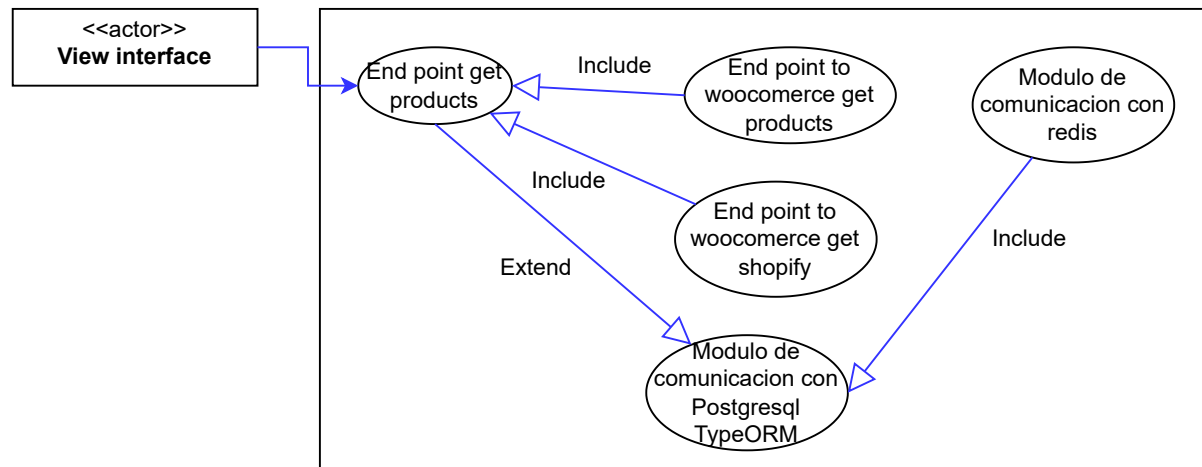 <<actor>>
View interface
End point get
products
Include
End point to
woocomerce get
products
Modulo de
comunicacion con
redis
Include
End point to
woocomerce get
shopify
Include
Extend
Modulo de
comunicacion con
Postgresql
TypeORM